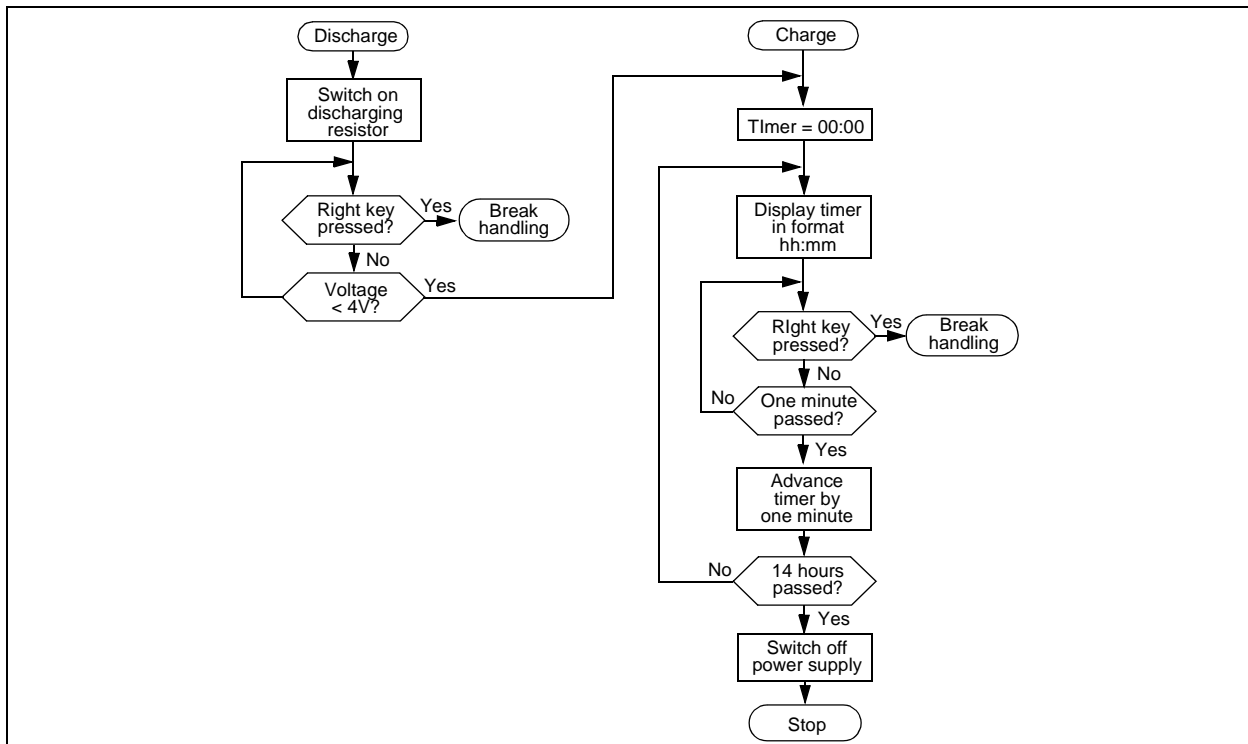 Discharge
Switch on
discharging
resistor
Right key
pressed?
Yes
Break
handling
No
Voltage
< 4V?
Yes
Charge
TImer = 00:00
Display timer
in format
hh:mm
RIght key
pressed?
Yes
Break
handling
No
No
One minute
passed?
Yes
Advance
timer by
one minute
No
14 hours
passed?
Yes
Switch off
power supply
Stop